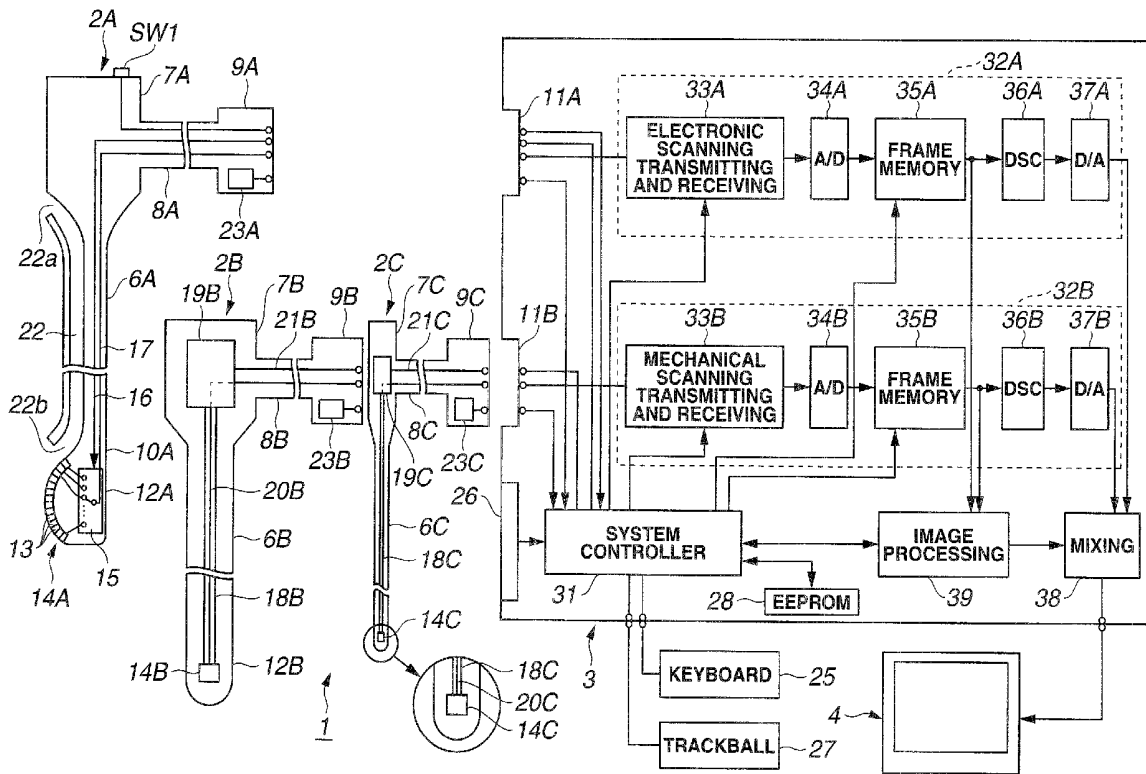 2A
SW1
7A
9A
11A
32A
33A
34A
35A
36A
37A
ELECTRONIC
SCANNING
TRANSMITTING
AND RECEIVING
A/D
FRAME
MEMORY
DSC
D/A
8A
23A
22a
6A
2B
2C
19B
7B
9B
7C
9C
21B
21C
11B
32B
33B
34B
35B
36B
37B
22
17
MECHANICAL
SCANNING
TRANSMITTING
AND RECEIVING
A/D
FRAME
MEMORY
DSC
D/A
16
22b
8B
8C
23B
23C
19C
10A
12A
20B
26
6C
13
6B
18C
15
14A
18B
SYSTEM
CONTROLLER
IMAGE
PROCESSING
MIXING
31
28
EEPROM
39
38
14C
14B
12B
18C
20C
14C
1
3
KEYBOARD
25
TRACKBALL
27
4